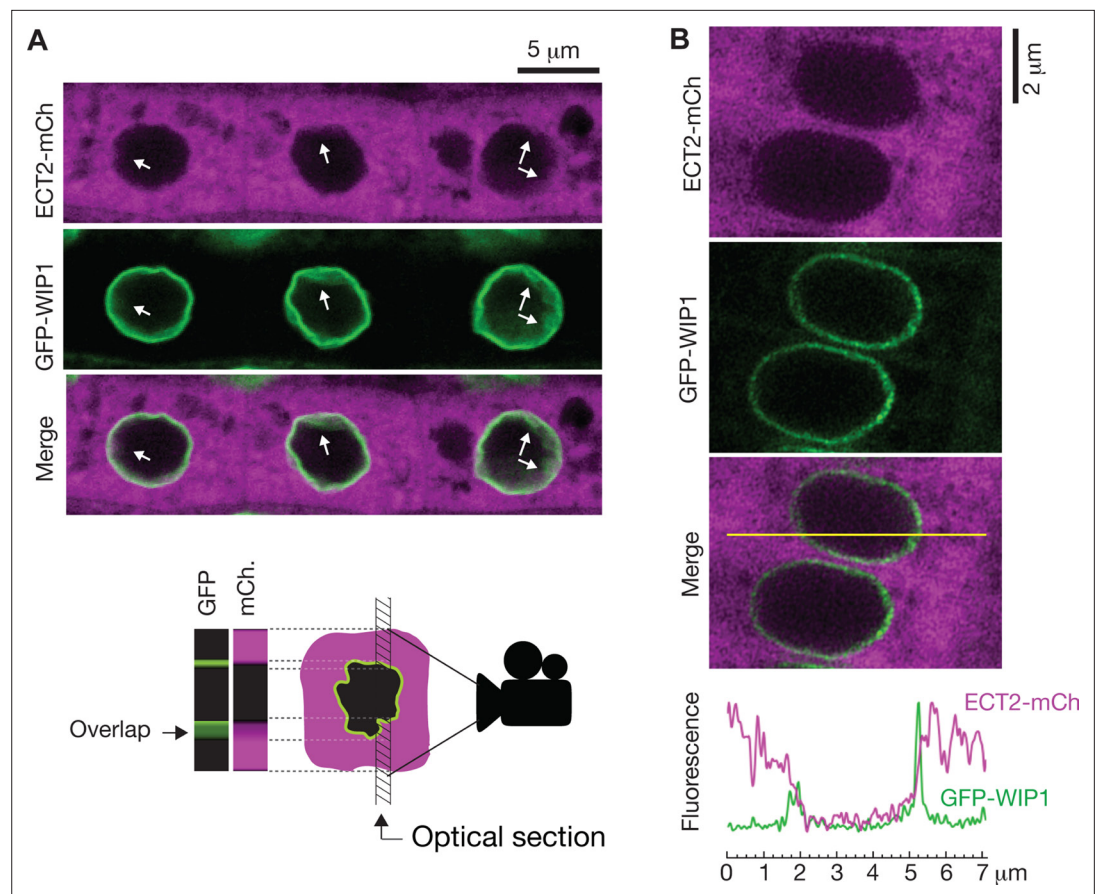 A
5 μm
ECT2-mCh
GFP-WIP1
Merge
GFP
mCh.
Overlap
Optical section
B
2 μm
ECT2-mCh
GFP-WIP1
Merge
Fluorescence
ECT2-mCh
GFP-WIP1
0 1 2 3 4 5 6 7 μm